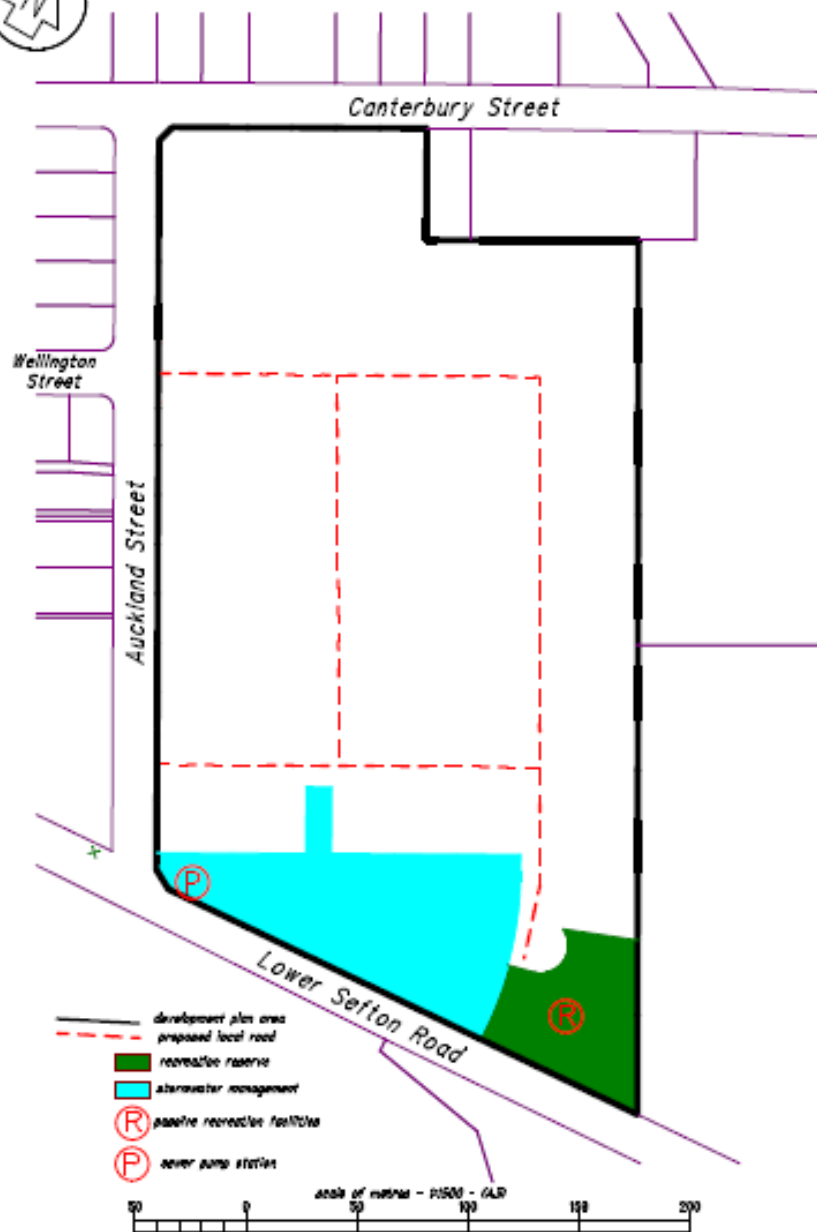 N
Canterbury Street
Wellington
Street
Auckland Street
P
Lower Sefton Road
R
development plan area
proposed local road
recreation reserve
stormwater management
R passive recreation facilities
P sewer pump station
scale of metres - 1:1500 - (A3)
50 0 50 100 150 200